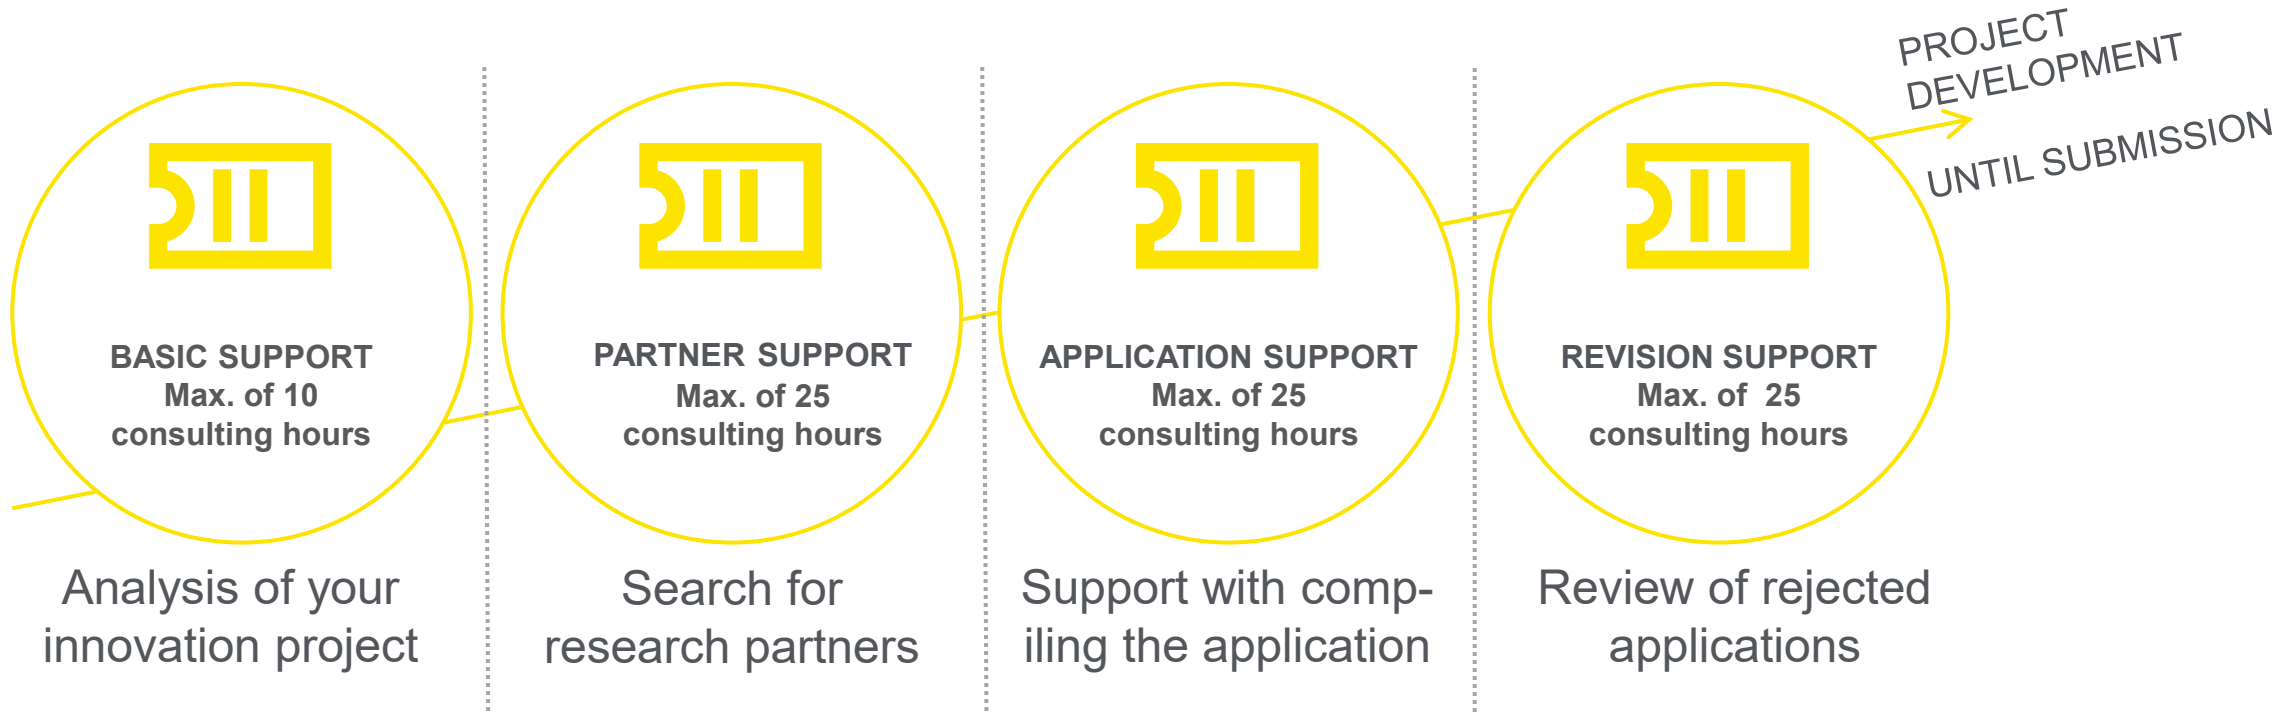 PROJECT
DEVELOPMENT
UNTIL SUBMISSION
BASIC SUPPORT
Max. of 10
consulting hours
PARTNER SUPPORT
Max. of 25
consulting hours
APPLICATION SUPPORT
Max. of 25
consulting hours
REVISION SUPPORT
Max. of  25
consulting hours
Analysis of your
innovation project
Search for
research partners
Support with comp-
iling the application
Review of rejected
applications